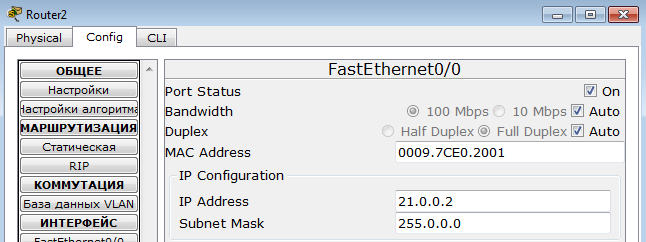 Router2
Physical Config CLI
ОБЩЕЕ
Настройки
Настройки алгоритма
МАРШРУТИЗАЦИЯ
Статическая
RIP
КОММУТАЦИЯ
База данных VLAN
ИНТЕРФЕЙС
FastEthernet0/0
FastEthernet0/0
Port Status On
Bandwidth 100 Mbps 10 Mbps Auto
Duplex Half Duplex Full Duplex Auto
MAC Address 0009.7CE0.2001
IP Configuration
IP Address 21.0.0.2
Subnet Mask 255.0.0.0